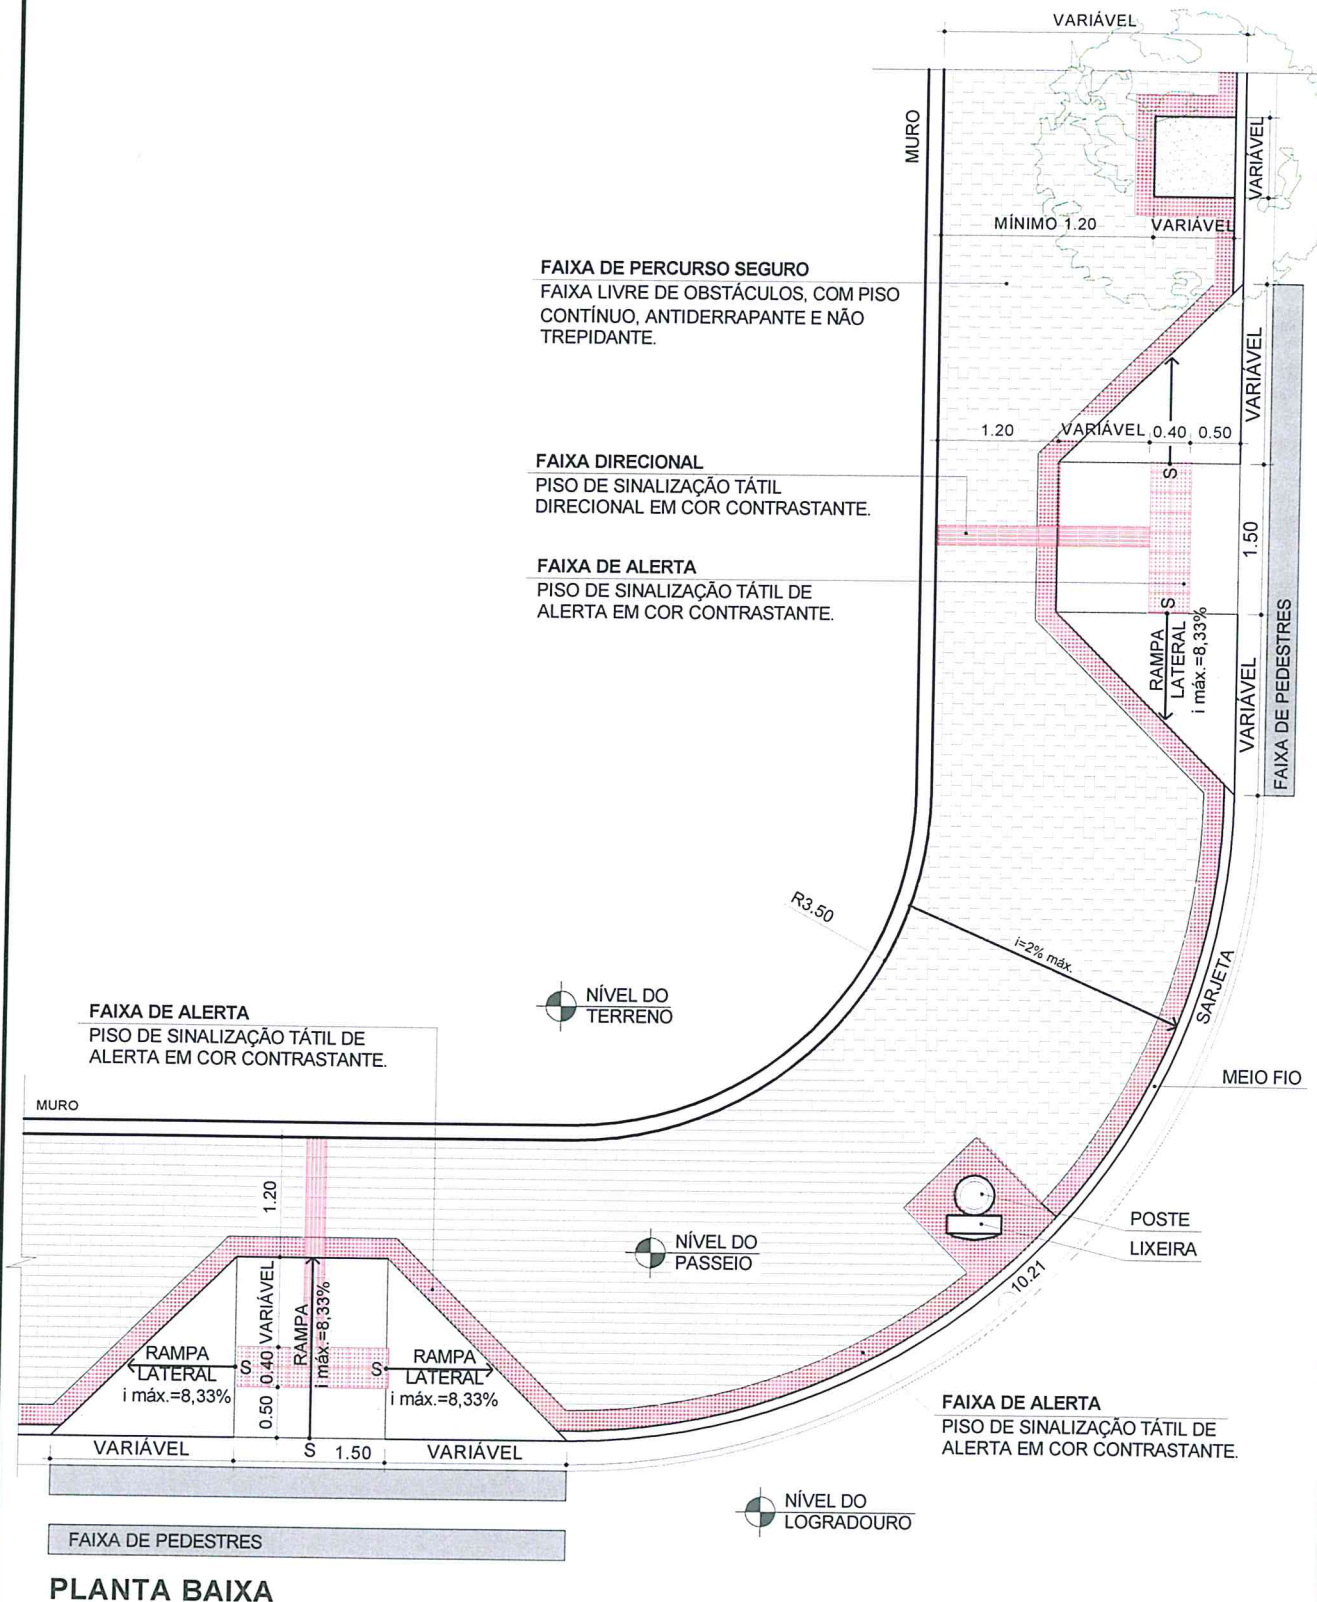 VARIÁVEL
MURO
VARIÁVEL
MÍNIMO 1.20
VARIÁVEL
FAIXA DE PERCURSO SEGURO
FAIXA LIVRE DE OBSTÁCULOS, COM PISO
CONTÍNUO, ANTIDERRAPANTE E NÃO
TREPIDANTE.
VARIÁVEL
1.20
VARIÁVEL
0.40
0.50
FAIXA DIRECIONAL
PISO DE SINALIZAÇÃO TÁTIL
DIRECIONAL EM COR CONTRASTANTE.
S
1.50
FAIXA DE ALERTA
PISO DE SINALIZAÇÃO TÁTIL DE
ALERTA EM COR CONTRASTANTE.
S
RAMPA
LATERAL
i máx.=8,33%
VARIÁVEL
FAIXA DE PEDESTRES
R3.50
i=2% máx.
SARJETA
NÍVEL DO
TERRENO
FAIXA DE ALERTA
PISO DE SINALIZAÇÃO TÁTIL DE
ALERTA EM COR CONTRASTANTE.
MEIO FIO
MURO
1.20
POSTE
LIXEIRA
NÍVEL DO
PASSEIO
10.21
VARIÁVEL
0.40
0.50
RAMPA
i máx.=8,33%
RAMPA
LATERAL
i máx.=8,33%
S
S
RAMPA
LATERAL
i máx.=8,33%
FAIXA DE ALERTA
PISO DE SINALIZAÇÃO TÁTIL DE
ALERTA EM COR CONTRASTANTE.
VARIÁVEL
S
1.50
VARIÁVEL
NÍVEL DO
LOGRADOURO
FAIXA DE PEDESTRES
PLANTA BAIXA